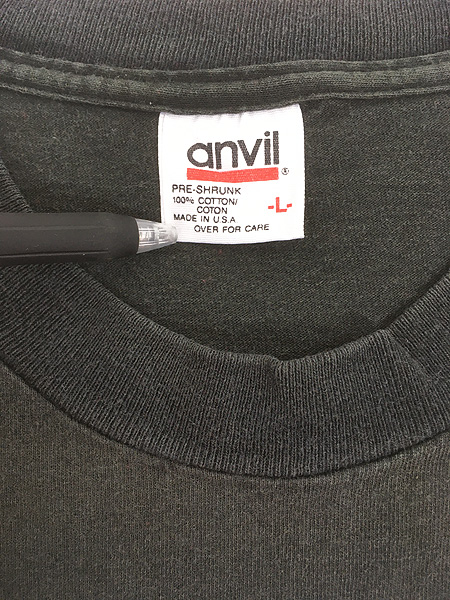 anvil®
PRE-SHRUNK
100% COTTON/
COTON
-L-
MADE IN U.S.A
OVER FOR CARE